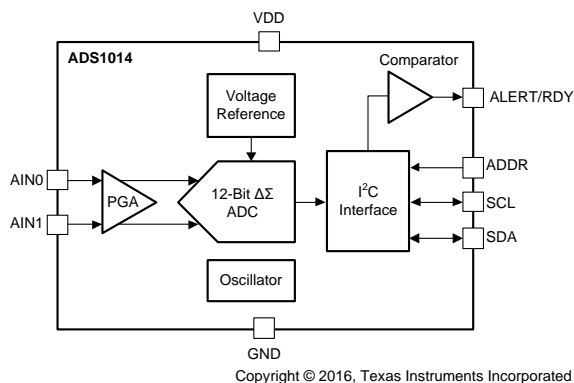 VDD
ADS1014
Comparator
Voltage
Reference
ALERT/RDY
ADDR
AIN0
PGA
12-Bit ΔΣ
ADC
I²C
Interface
SCL
AIN1
SDA
Oscillator
GND
Copyright © 2016, Texas Instruments Incorporated